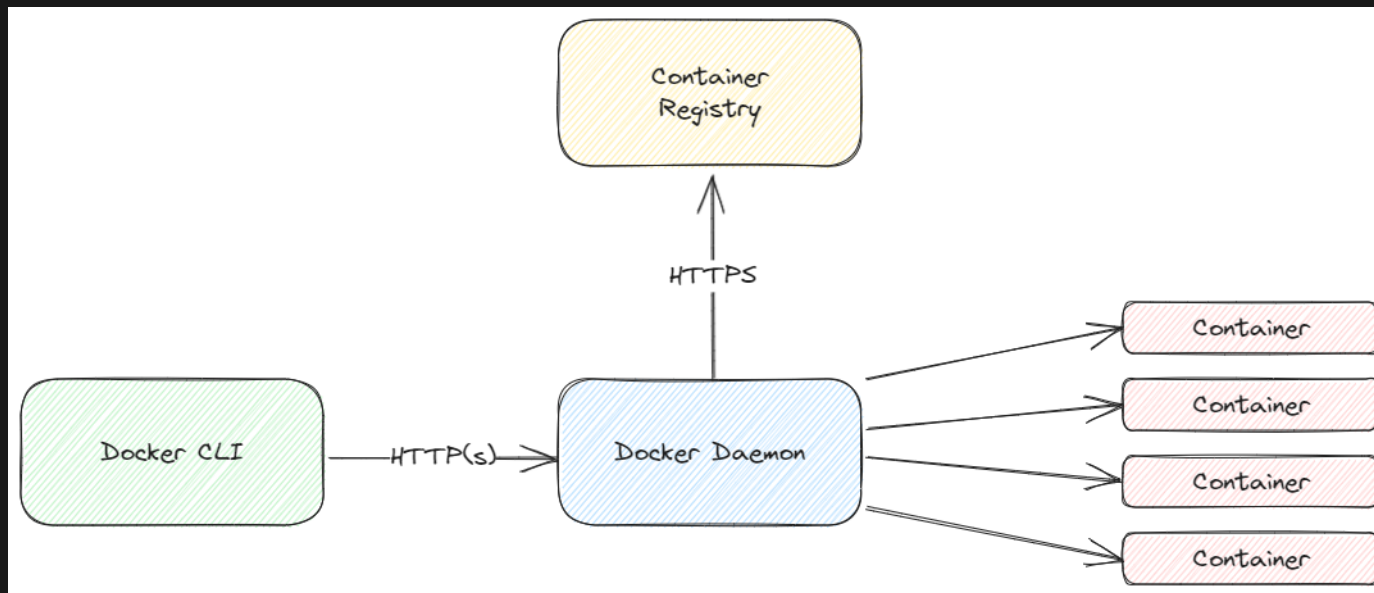 Container
Registry
HTTPS
Container
Container
Docker CLI
HTTP(s)
Docker Daemon
Container
Container